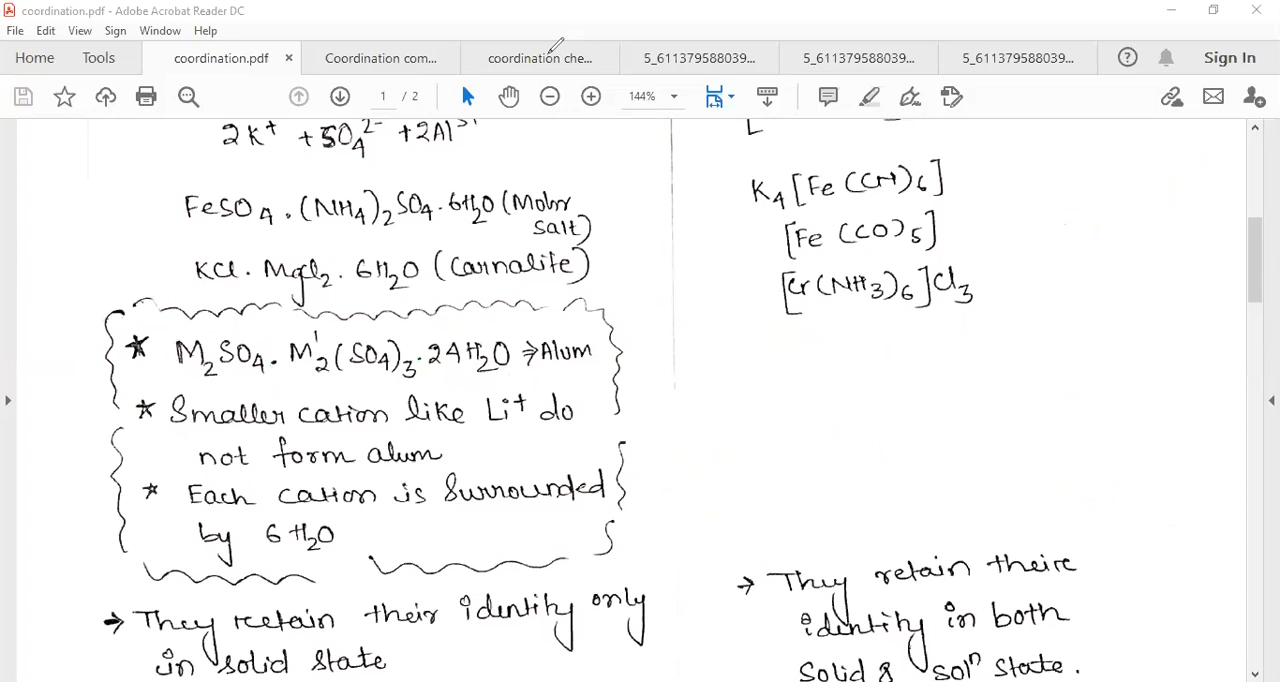 coordination.pdf - Adobe Acrobat Reader DC
File Edit View Sign Window Help
Home Tools coordination.pdf × Coordination com... coordination che... 5_611379588039... 5_611379588039... 5_611379588039... Sign In
1 / 2 144%
2K⁺ + SO₄²⁻ + 2Al³⁺
FeSO₄.(NH₄)₂SO₄.6H₂O (Mohr
Salt)
KCl. MgCl₂. 6H₂O (Carnalite)
* M₂SO₄. M'₂(SO₄)₃.24H₂O ⇒ Alum
* Smaller cation like Li⁺ do
not form alum
* Each cation is surrounded
by 6H₂O
→ They retain their identity only
in solid state
K₄[Fe(CN)₆]
[Fe(CO)₅]
[Cr(NH₃)₆]Cl₃
→ They retain theire
identity in both
Solid & solⁿ state.